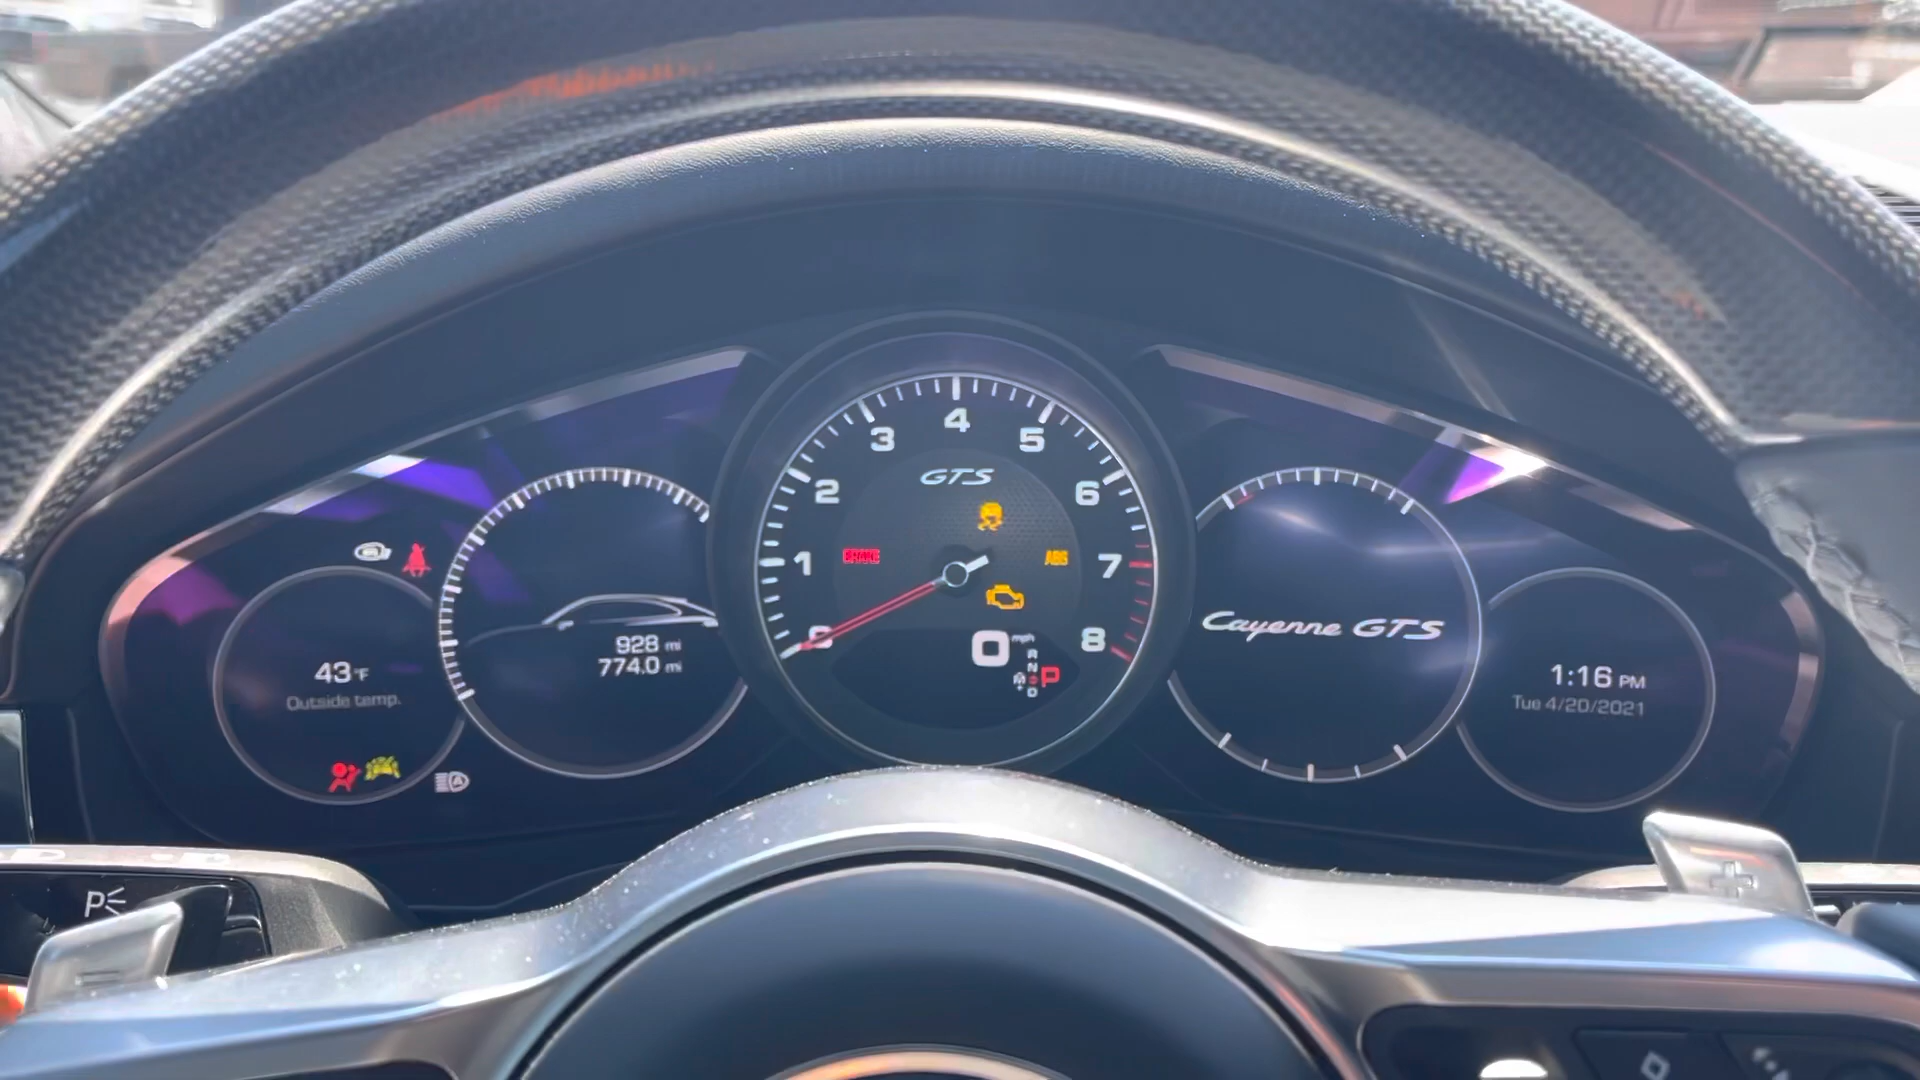 4
3
5
GTS
2
6
BRAKE
ABS
1
7
0
8
0 mph
R
N
M
P
D
928 mi
774.0 mi
43°F
Outside temp.
Cayenne GTS
1:16 PM
Tue 4/20/2021
A
P